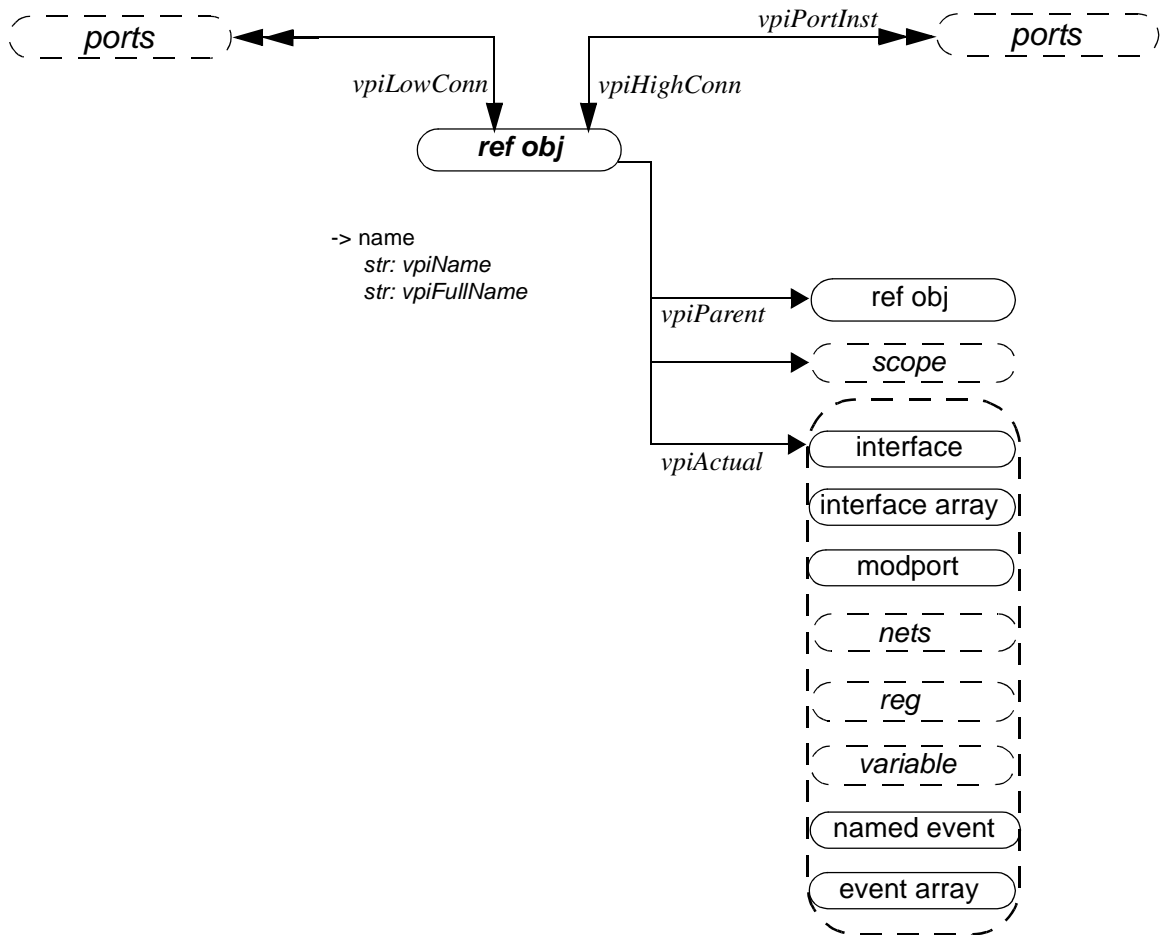 vpiPortInst
ports
ports
vpiLowConn
vpiHighConn
ref obj
-> name
str: vpiName
str: vpiFullName
ref obj
vpiParent
scope
interface
vpiActual
interface array
modport
nets
reg
variable
named event
event array